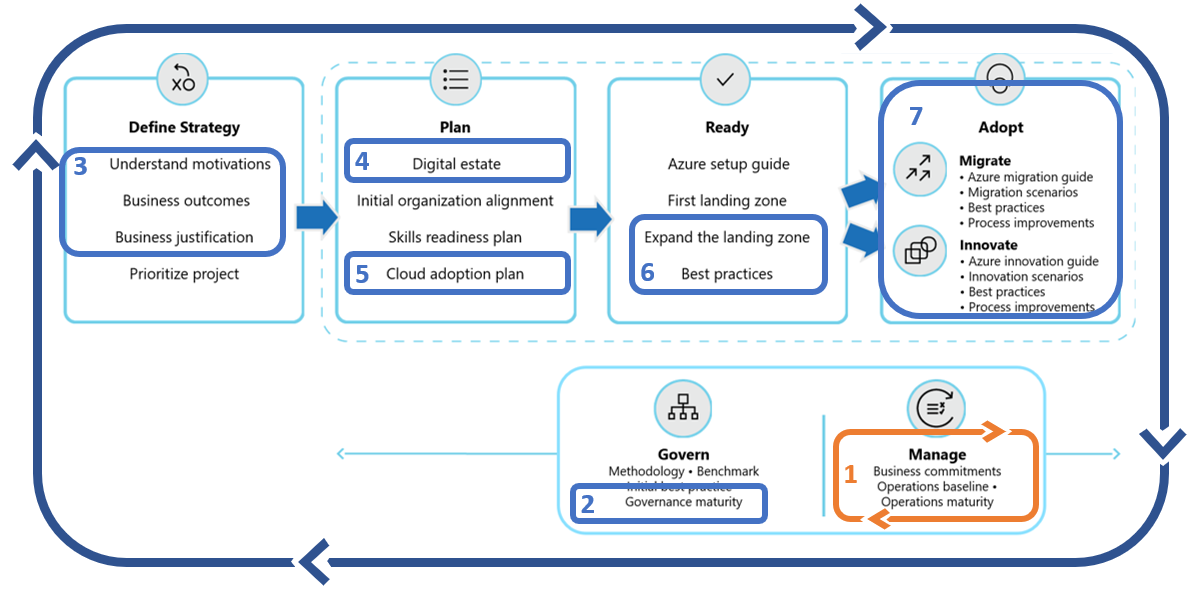 Define Strategy
3
Understand motivations
Business outcomes
Business justification
Prioritize project
Plan
4
Digital estate
Initial organization alignment
Skills readiness plan
5
Cloud adoption plan
Ready
Azure setup guide
First landing zone
Expand the landing zone
6
Best practices
7
Adopt
Migrate
• Azure migration guide
• Migration scenarios
• Best practices
• Process improvements
Innovate
• Azure innovation guide
• Innovation scenarios
• Best practices
• Process improvements
Govern
Methodology • Benchmark
Initial best practice
2
Governance maturity
1
Manage
Business commitments
Operations baseline •
Operations maturity